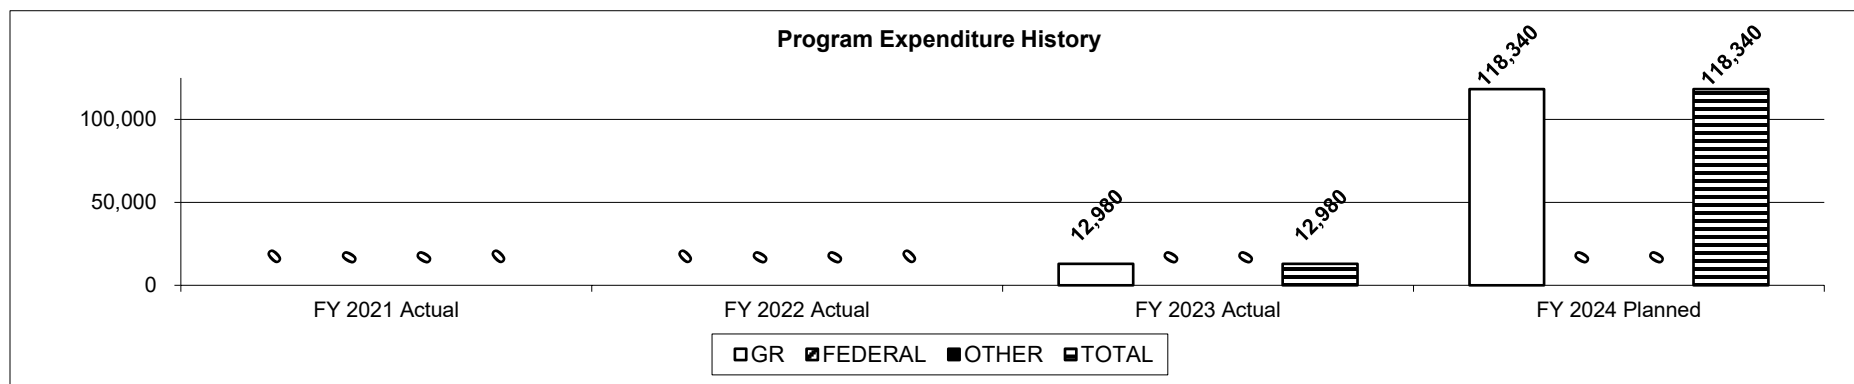 Program Expenditure History
118,340 118,340
100,000
50,000
12,980 12,980
0 0 0 0 0 0 0 0 0 0 0 0
0
FY 2021 Actual FY 2022 Actual FY 2023 Actual FY 2024 Planned
GR FEDERAL OTHER TOTAL